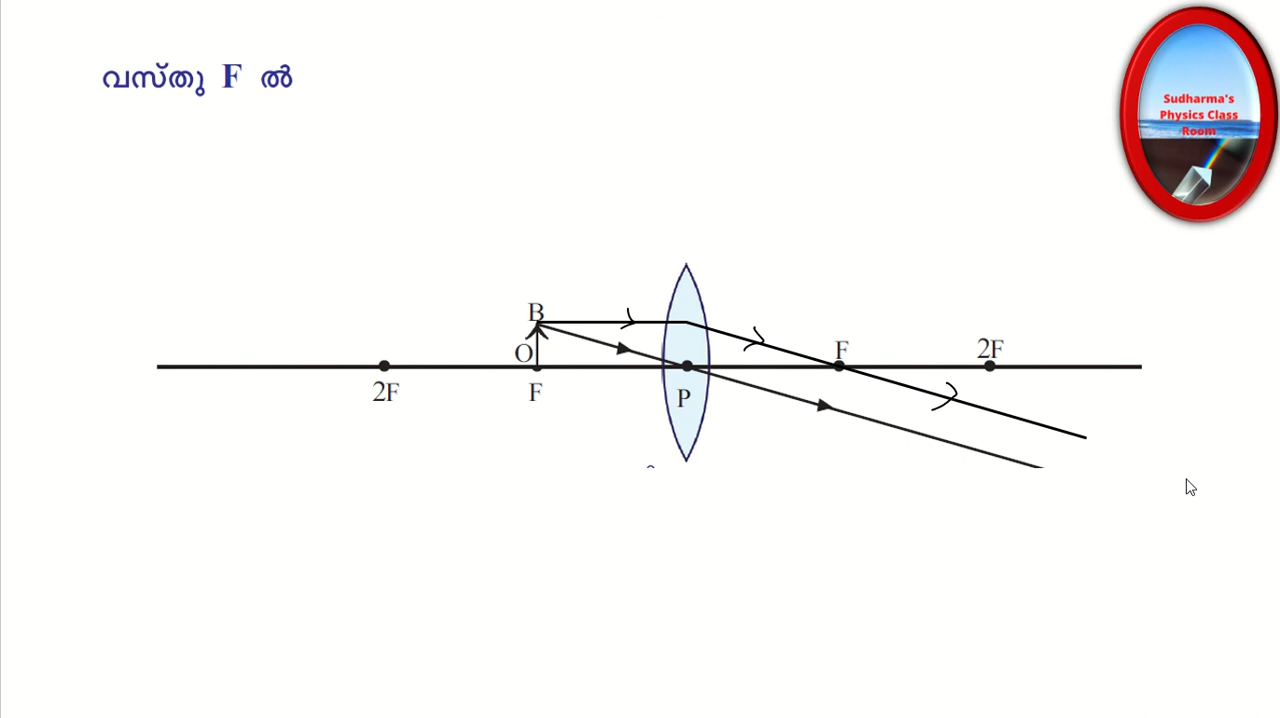 വസ്തു F ൽ
Sudharma's
Physics Class
Room
B
O
F
2F
2F
F
P